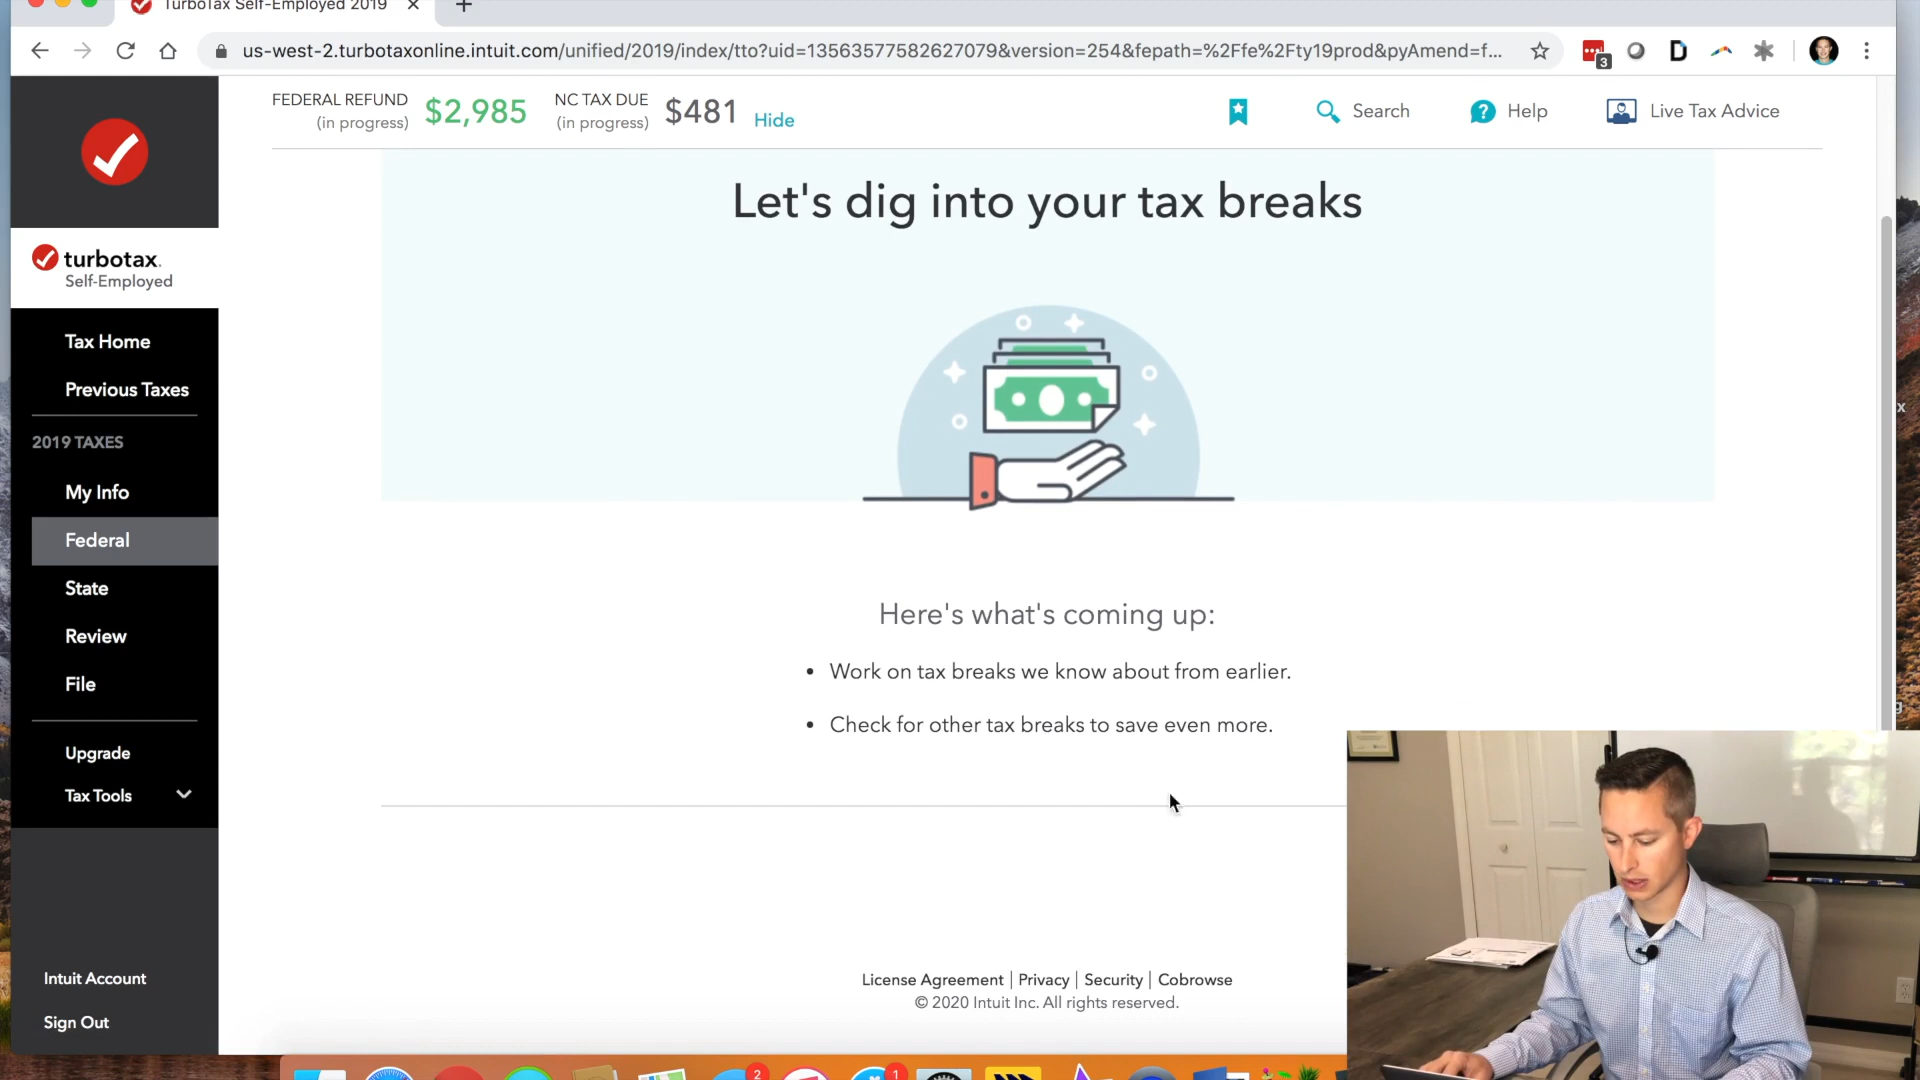 TurboTax Self-Employed 2019
us-west-2.turbotaxonline.intuit.com/unified/2019/index/tto?uid=13563577582627079&version=254&fepath=%2Ffe%2Fty19prod&pyAmend=f...
3
FEDERAL REFUND
(in progress)
$2,985
NC TAX DUE
(in progress)
$481
Hide
Search
Help
Live Tax Advice
turbotax.
Self-Employed
Tax Home
Previous Taxes
2019 TAXES
My Info
Federal
State
Review
File
Upgrade
Tax Tools
Intuit Account
Sign Out
Let's dig into your tax breaks
Here's what's coming up:
• Work on tax breaks we know about from earlier.
• Check for other tax breaks to save even more.
License Agreement | Privacy | Security | Cobrowse
© 2020 Intuit Inc. All rights reserved.
2
1